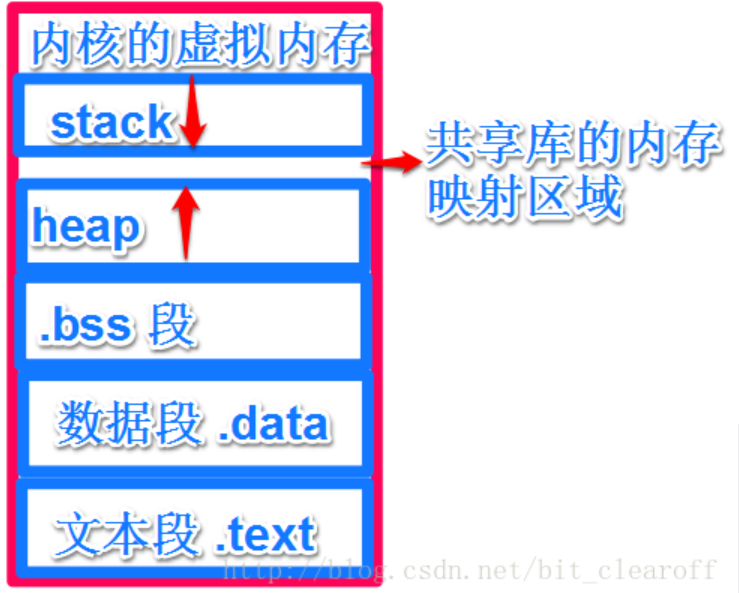 内核的虚拟内存
stack
共享库的内存
映射区域
heap
.bss 段
数据段 .data
文本段 .text
http://blog.csdn.net/bit_clearoff